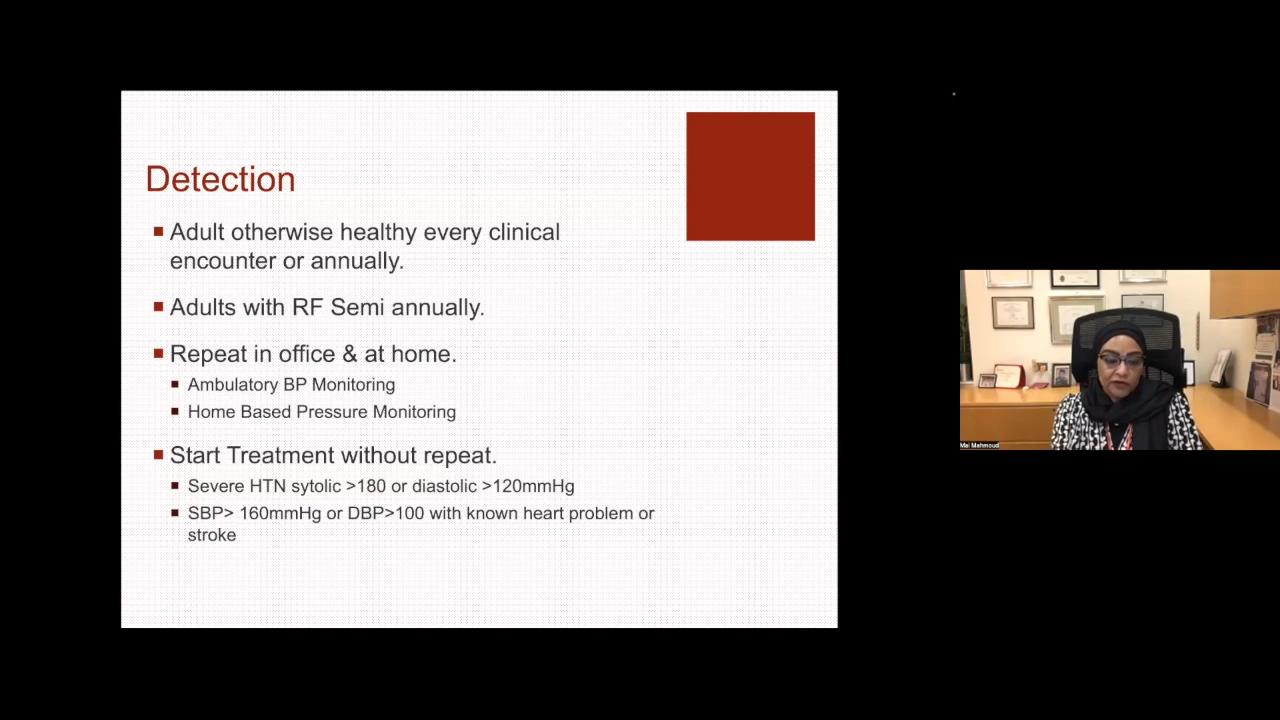 Detection
Adult otherwise healthy every clinical
encounter or annually.
Adults with RF Semi annually.
Repeat in office & at home.
Ambulatory BP Monitoring
Home Based Pressure Monitoring
Start Treatment without repeat.
Severe HTN sytolic >180 or diastolic >120mmHg
SBP> 160mmHg or DBP>100 with known heart problem or
stroke
Mai Mahmoud